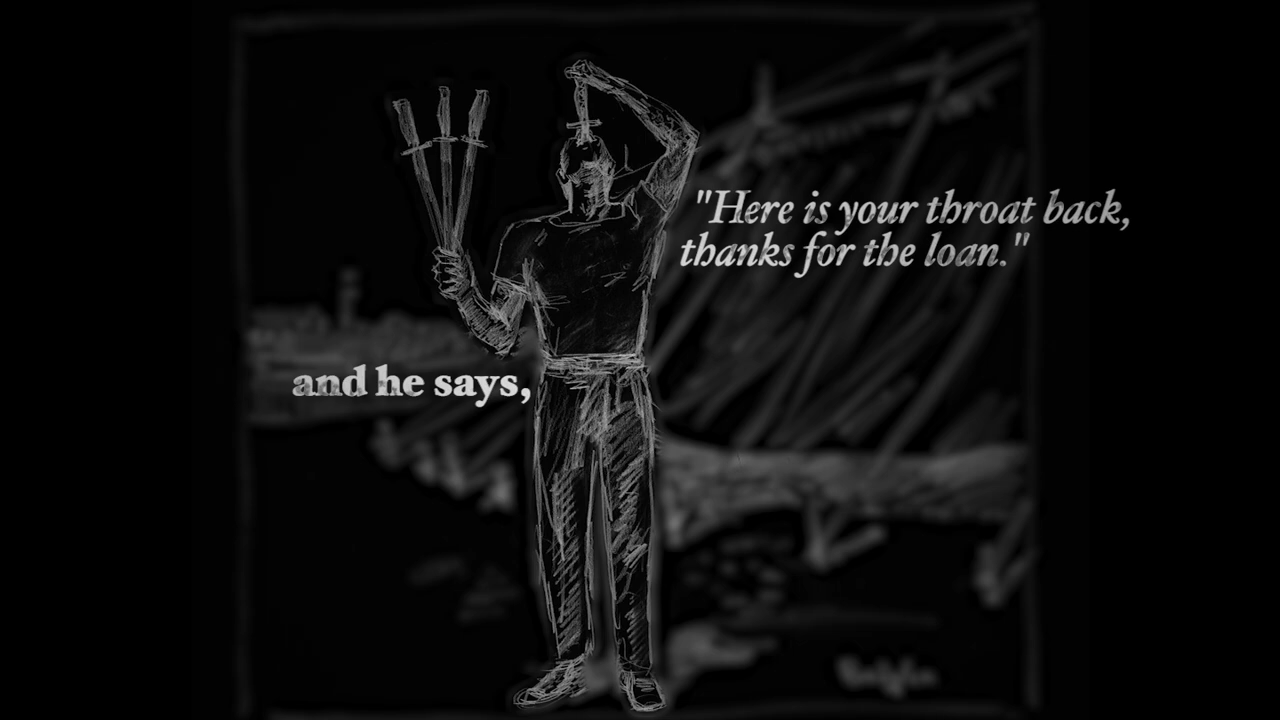 and he says,
"Here is your throat back,
thanks for the loan."